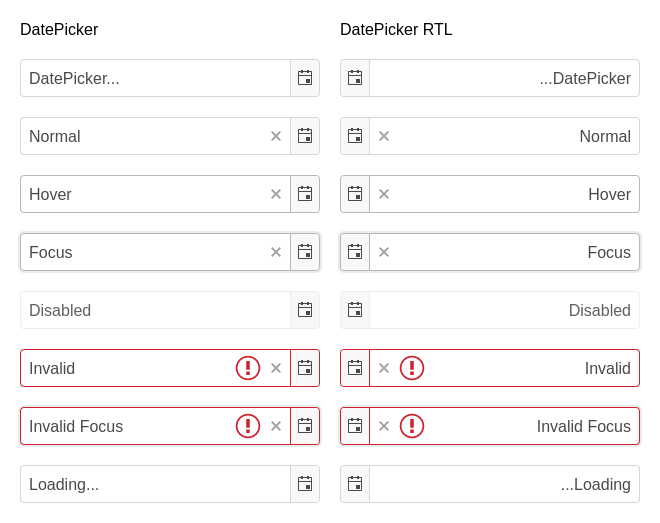 DatePicker
DatePicker RTL
DatePicker...
...DatePicker
Normal
Normal
Hover
Hover
Focus
Focus
Disabled
Disabled
Invalid
Invalid
Invalid Focus
Invalid Focus
Loading...
...Loading